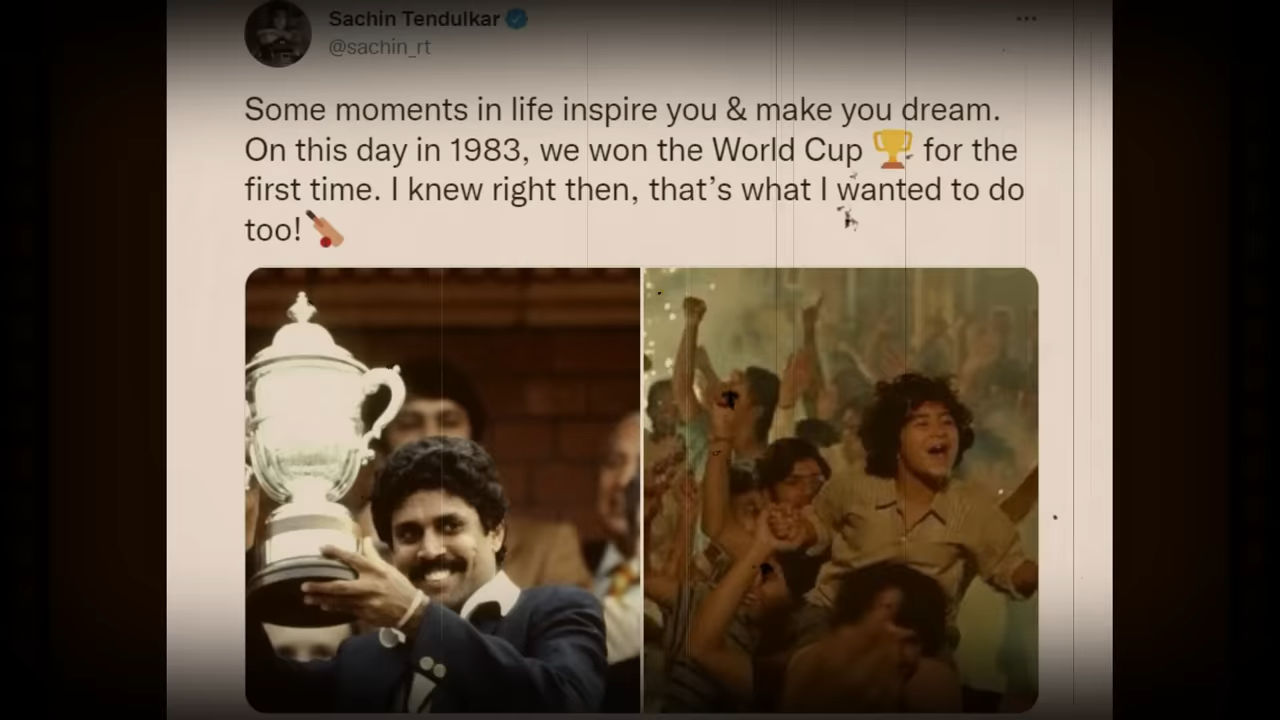 Sachin Tendulkar
@sachin_rt
Some moments in life inspire you & make you dream.
On this day in 1983, we won the World Cup 🏆 for the
first time. I knew right then, that’s what I wanted to do
too!🏏